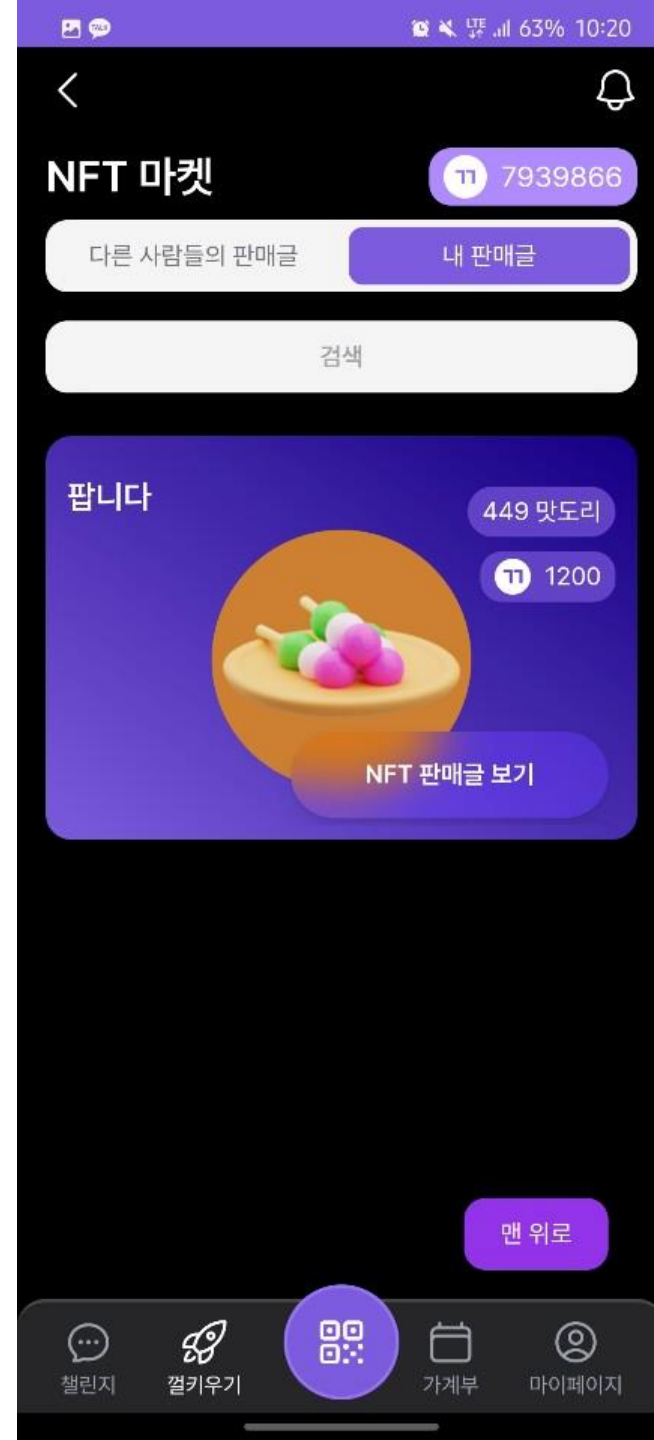 TALK
LTE 63% 10:20
NFT 마켓
ㄲ 7939866
다른 사람들의 판매글
내 판매글
검색
팝니다
449 맛도리
ㄲ 1200
NFT 판매글 보기
맨 위로
챌린지
껄키우기
가계부
마이페이지